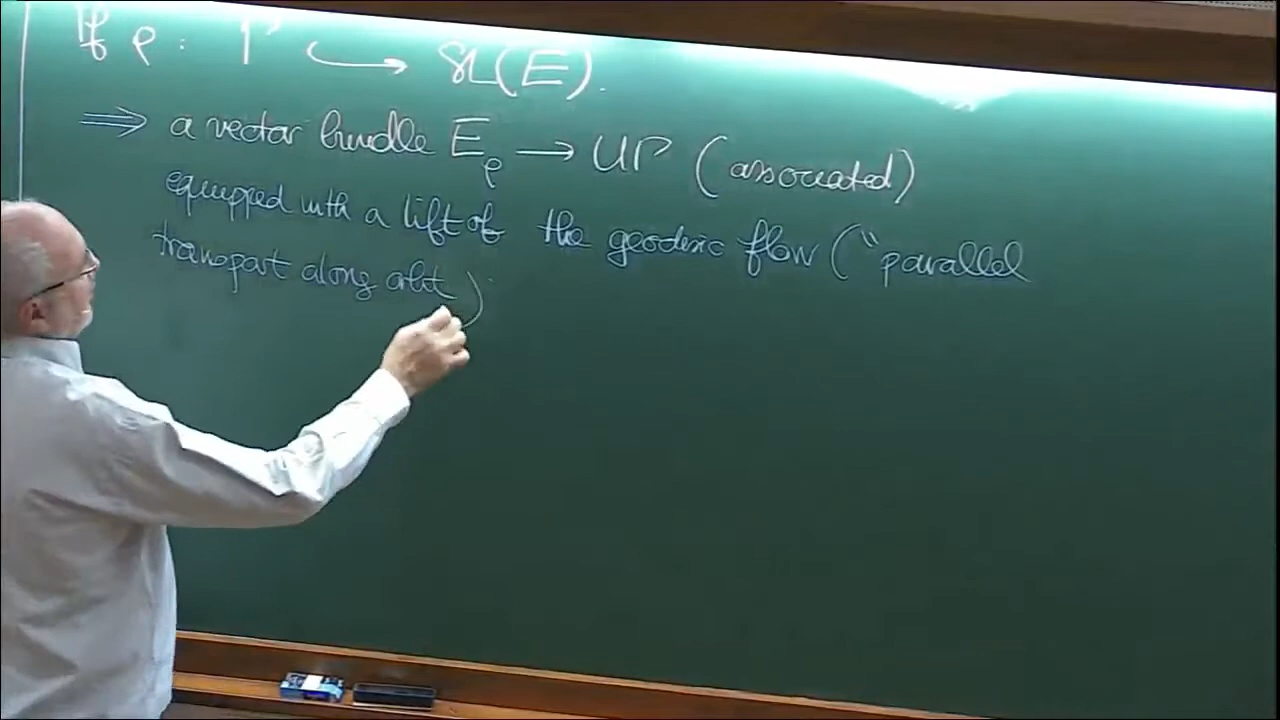 If ρ : Γ ↪ SL(E).
⇒ a vector bundle E_ρ → UΓ (associated)
equipped with a lift of the geodesic flow ("parallel
transport along orbit)